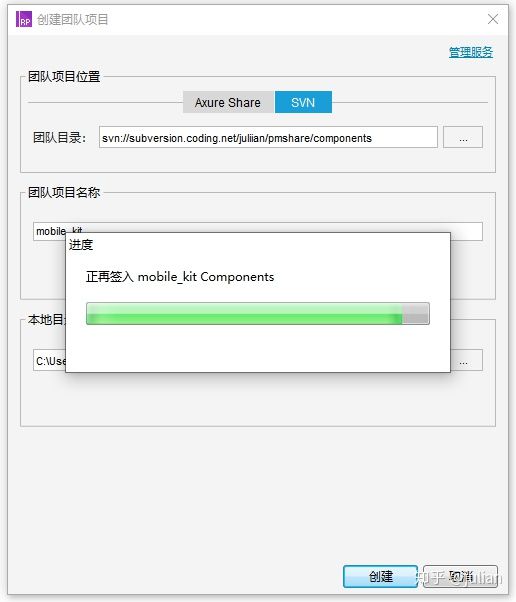 RP 创建团队项目
管理服务
团队项目位置
Axure Share SVN
团队目录： svn://subversion.coding.net/juliian/pmshare/components ...
团队项目名称
mobile_kit
进度
正再签入 mobile_kit Components
本地目
C:\Use ...
创建 取消
知乎 @julian